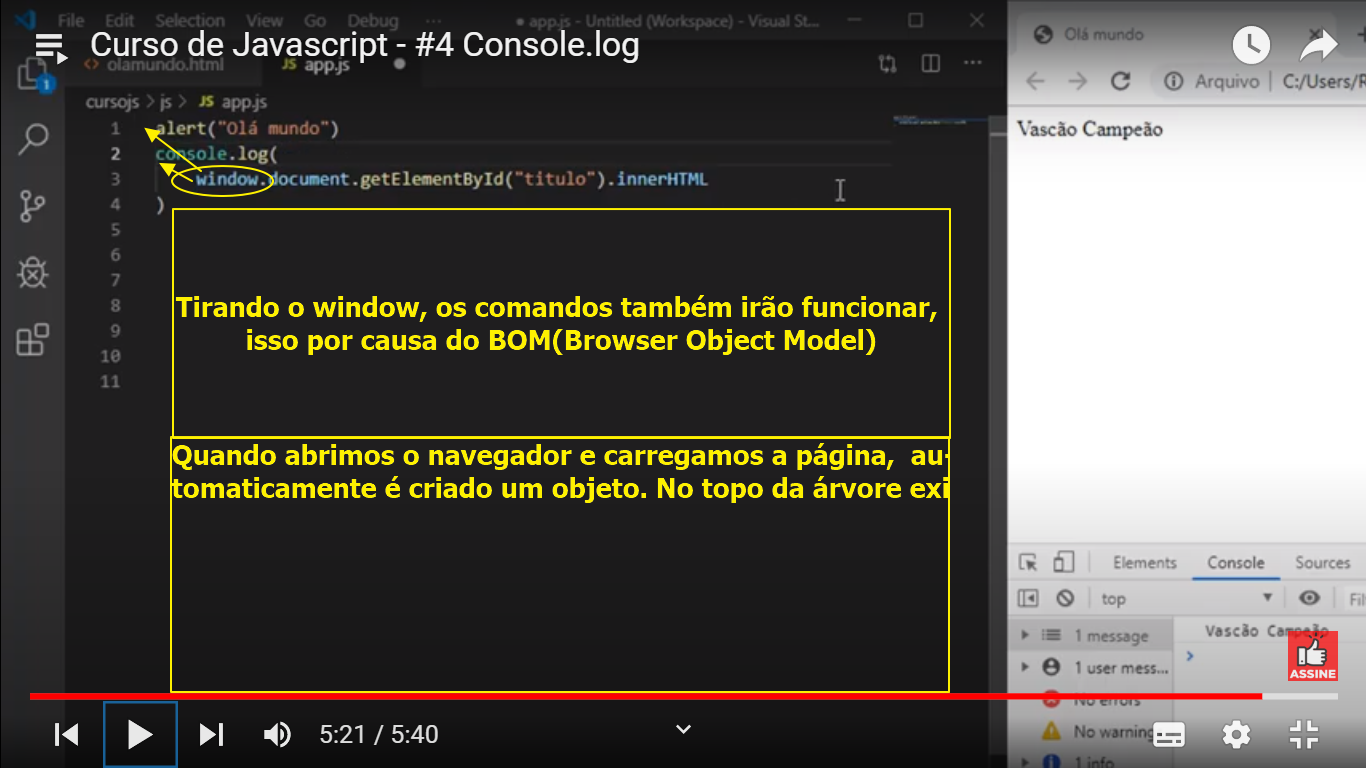 File Edit Selection View Go Debug ··· ● app.js - Untitled (Workspace) - Visual St...
Curso de Javascript - #4 Console.log
Olá mundo
<> olamundo.html JS app.js ●
1
Arquivo | C:/Users/R
cursojs > js > JS app.js
1 alert("Olá mundo")
2 console.log(
3 window.document.getElementById("titulo").innerHTML
4 )
5
6
7
8
9
10
11
Vascão Campeão
Tirando o window, os comandos também irão funcionar,
isso por causa do BOM(Browser Object Model)
Quando abrimos o navegador e carregamos a página, au-
tomaticamente é criado um objeto. No topo da árvore exi
Elements Console Sources
top Fil
1 message
1 user mess...
No errors
No warning
1 info
Vascão Campeão
>
ASSINE
5:21 / 5:40